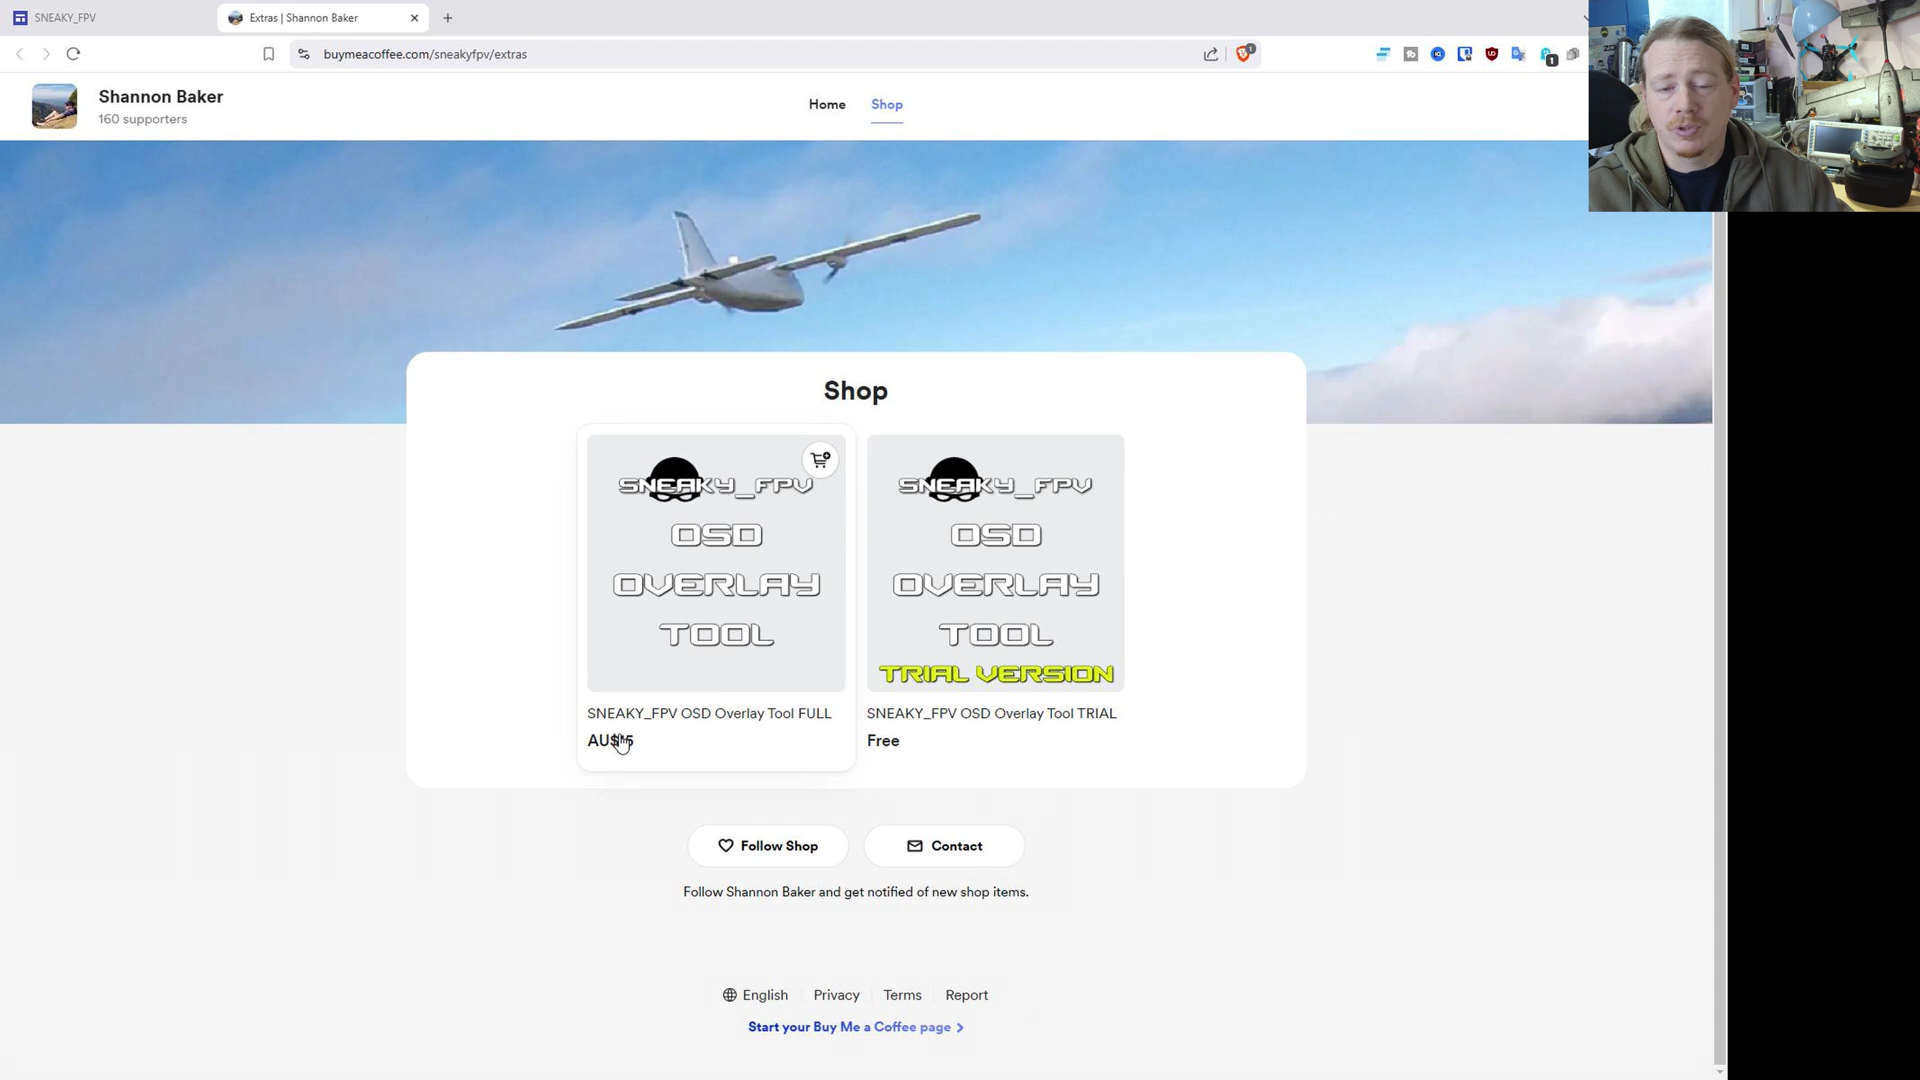 SNEAKY_FPV
Extras | Shannon Baker
buymeacoffee.com/sneakyfpv/extras
Shannon Baker
160 supporters
Home
Shop
Shop
SNEAKY_FPV
OSD
OVERLAY
TOOL
SNEAKY_FPV OSD Overlay Tool FULL
SNEAKY_FPV
OSD
OVERLAY
TOOL
TRIAL VERSION
SNEAKY_FPV OSD Overlay Tool TRIAL
Free
Follow Shop
Contact
Follow Shannon Baker and get notified of new shop items.
English
Privacy
Terms
Report
Start your Buy Me a Coffee page